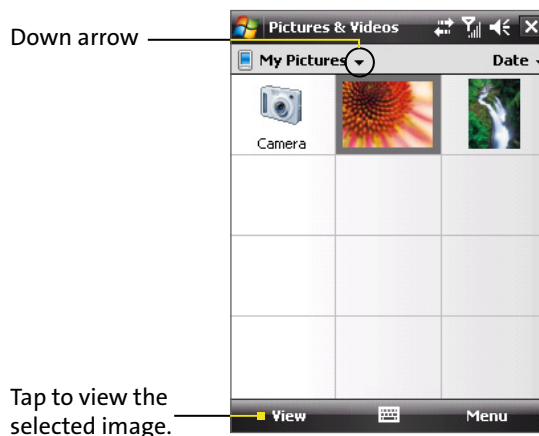 Down arrow
Pictures & Videos
My Pictures
Date
Camera
Tap to view the
selected image.
View
Menu